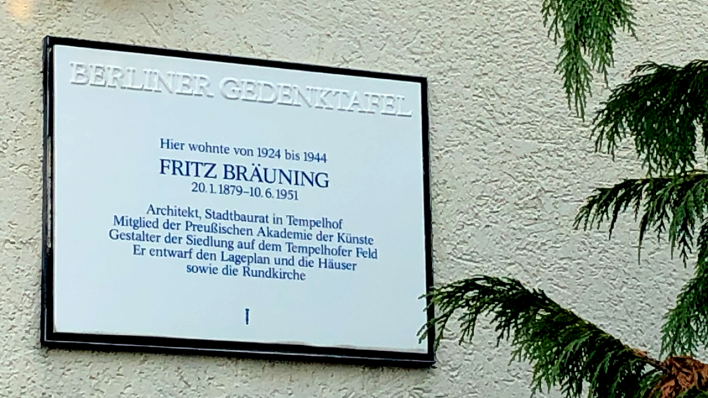 BERLINER GEDENKTAFEL
Hier wohnte von 1924 bis 1944
FRITZ BRÄUNING
20.1.1879–10.6.1951
Architekt, Stadtbaurat in Tempelhof
Mitglied der Preußischen Akademie der Künste
Gestalter der Siedlung auf dem Tempelhofer Feld
Er entwarf den Lageplan und die Häuser
sowie die Rundkirche